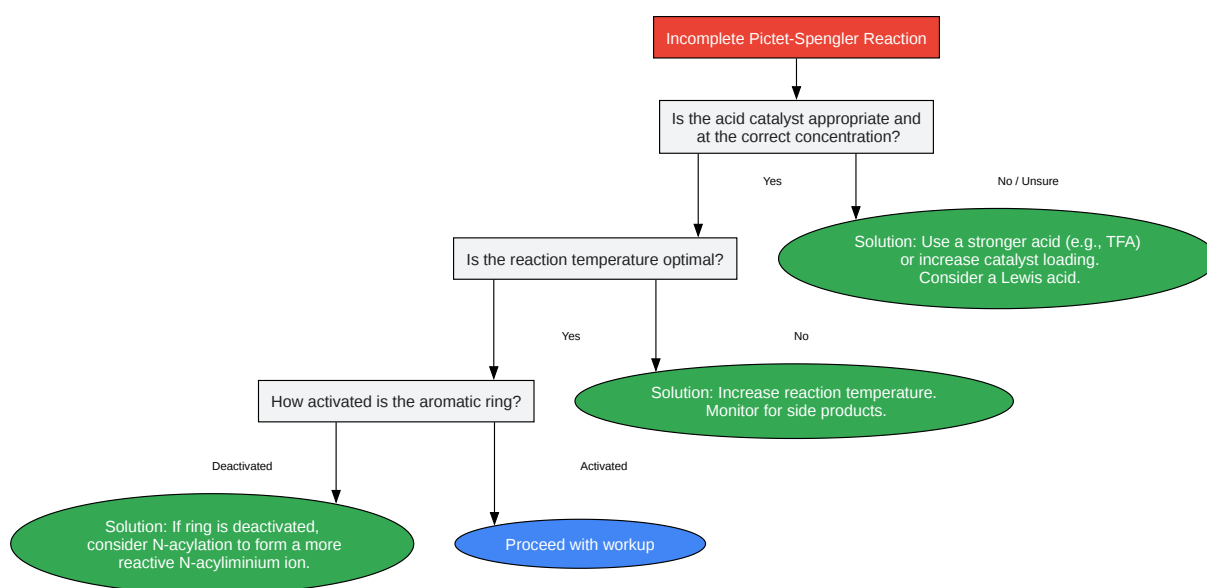 Incomplete Pictet-Spengler Reaction
Is the acid catalyst appropriate and
at the correct concentration?
Yes
No / Unsure
Solution: Use a stronger acid (e.g., TFA)
or increase catalyst loading.
Consider a Lewis acid.
Is the reaction temperature optimal?
Yes
No
Solution: Increase reaction temperature.
Monitor for side products.
How activated is the aromatic ring?
Deactivated
Activated
Solution: If ring is deactivated,
consider N-acylation to form a more
reactive N-acyliminium ion.
Proceed with workup